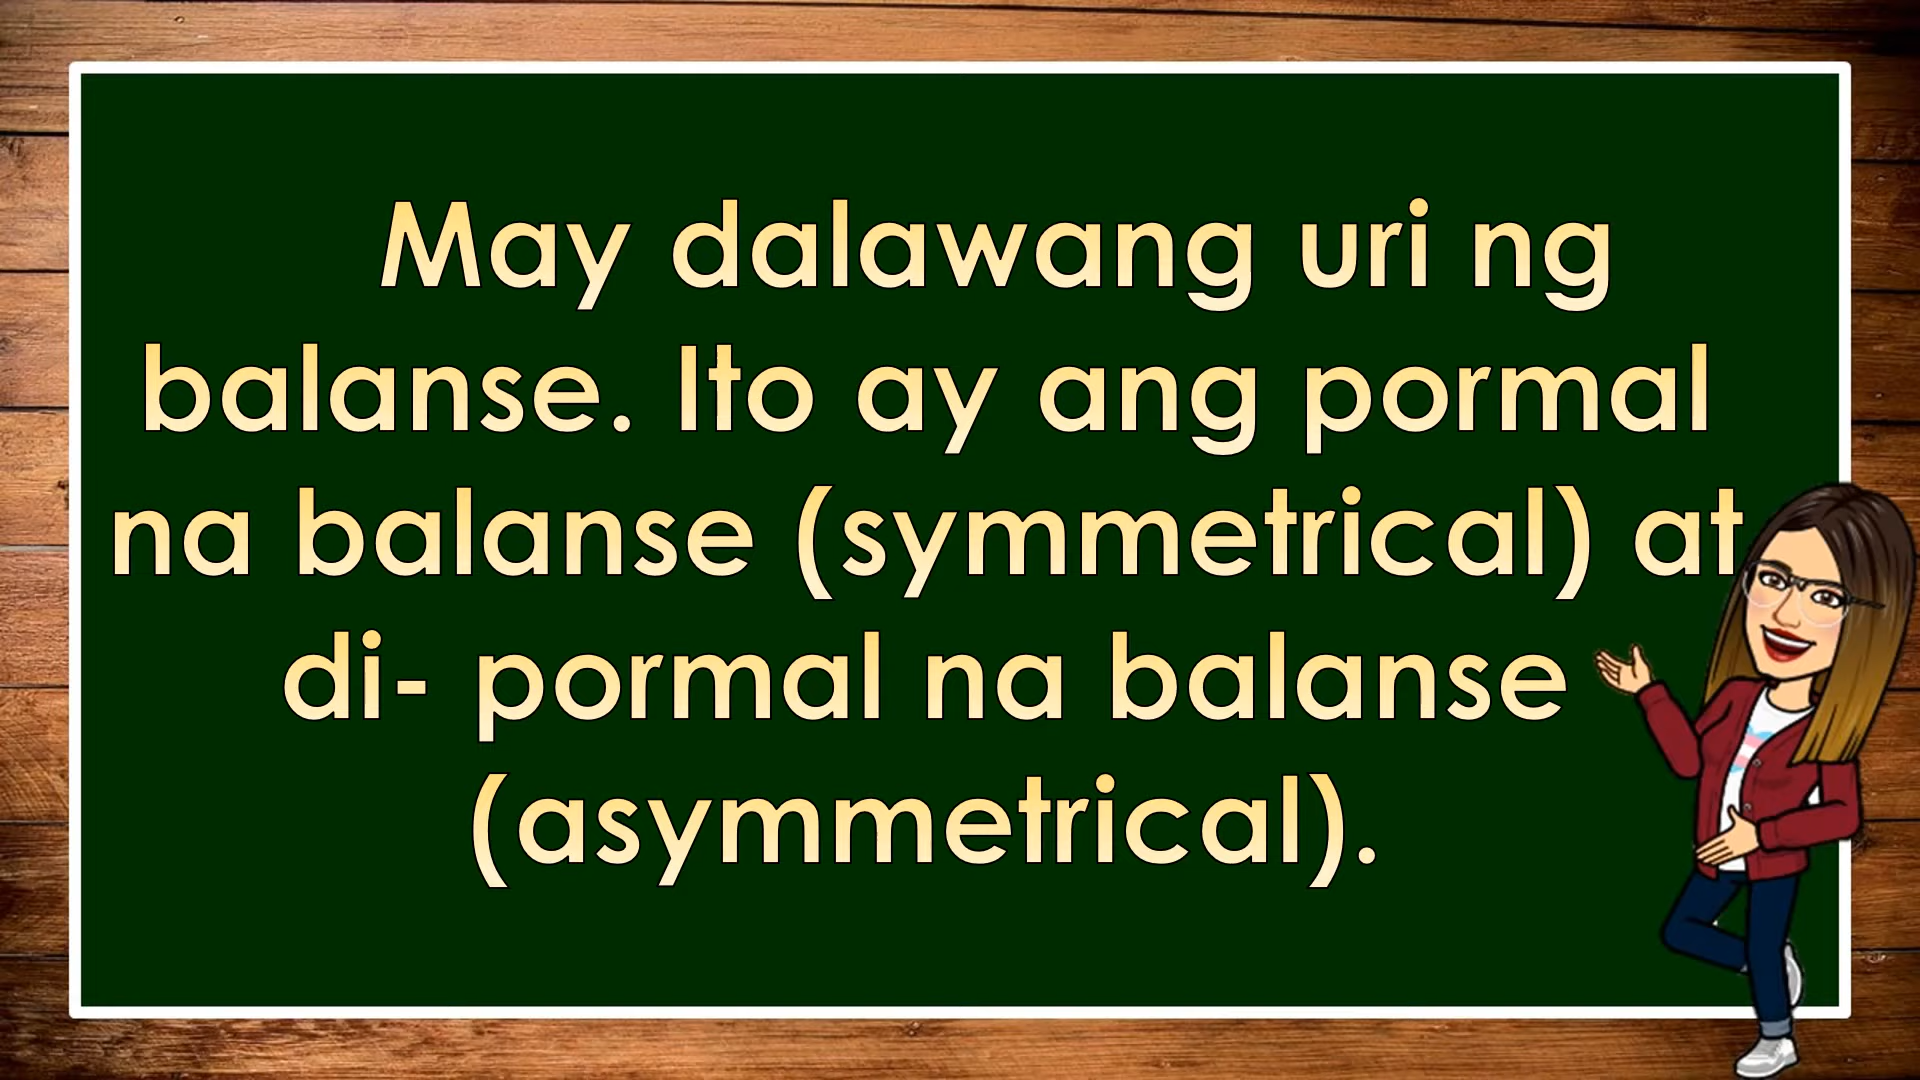 May dalawang uri ng
balanse. Ito ay ang pormal
na balanse (symmetrical) at
di- pormal na balanse
(asymmetrical).